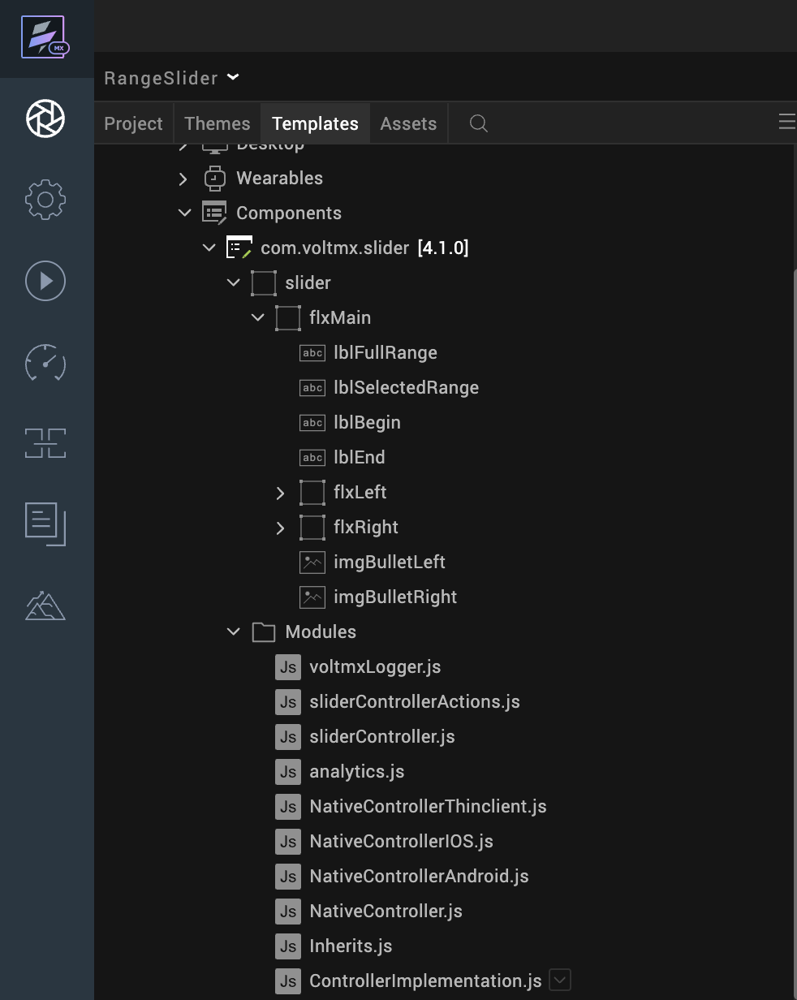 MX
RangeSlider
Project Themes Templates Assets
Desktop
Wearables
Components
com.voltmx.slider [4.1.0]
slider
flxMain
abc lblFullRange
abc lblSelectedRange
abc lblBegin
abc lblEnd
flxLeft
flxRight
imgBulletLeft
imgBulletRight
Modules
Js voltmxLogger.js
Js sliderControllerActions.js
Js sliderController.js
Js analytics.js
Js NativeControllerThinclient.js
Js NativeControllerIOS.js
Js NativeControllerAndroid.js
Js NativeController.js
Js Inherits.js
Js ControllerImplementation.js